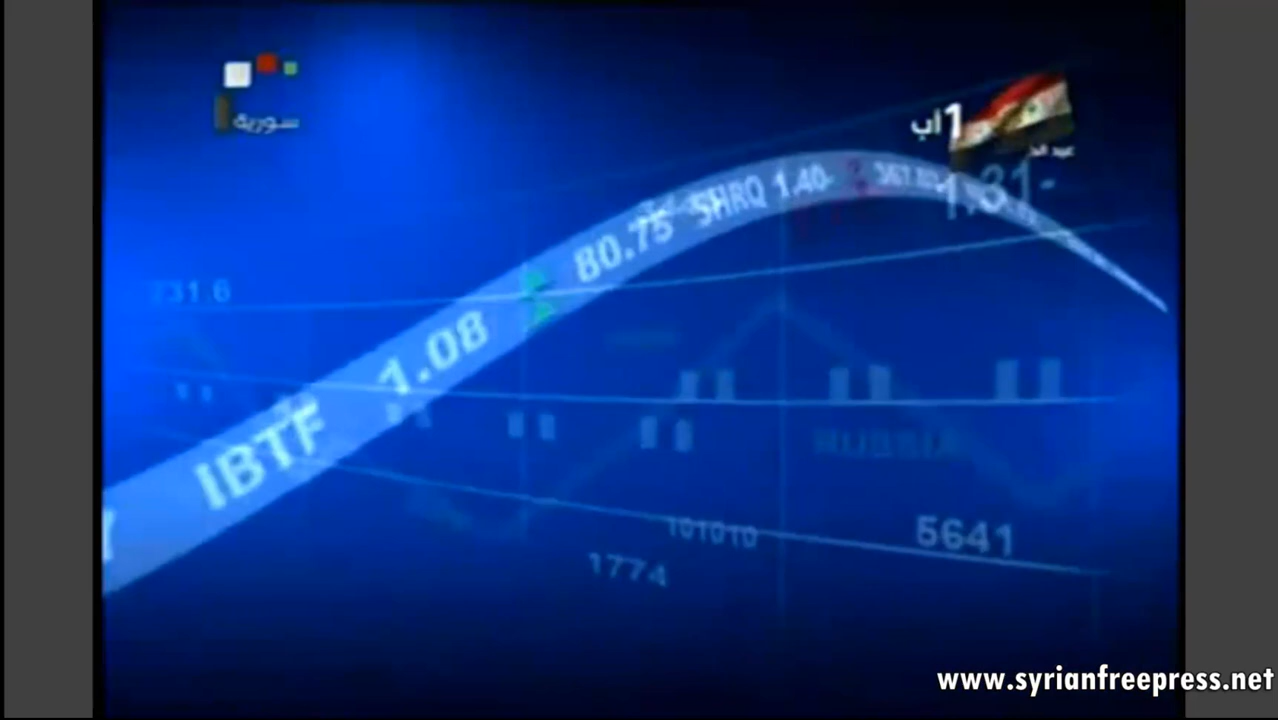 سورية
1 آب
231.6
IBTF 1.08 80.75 SHRQ 1.40-
1.31-
RUSSIA
101010
5641
1774
www.syrianfreepress.net